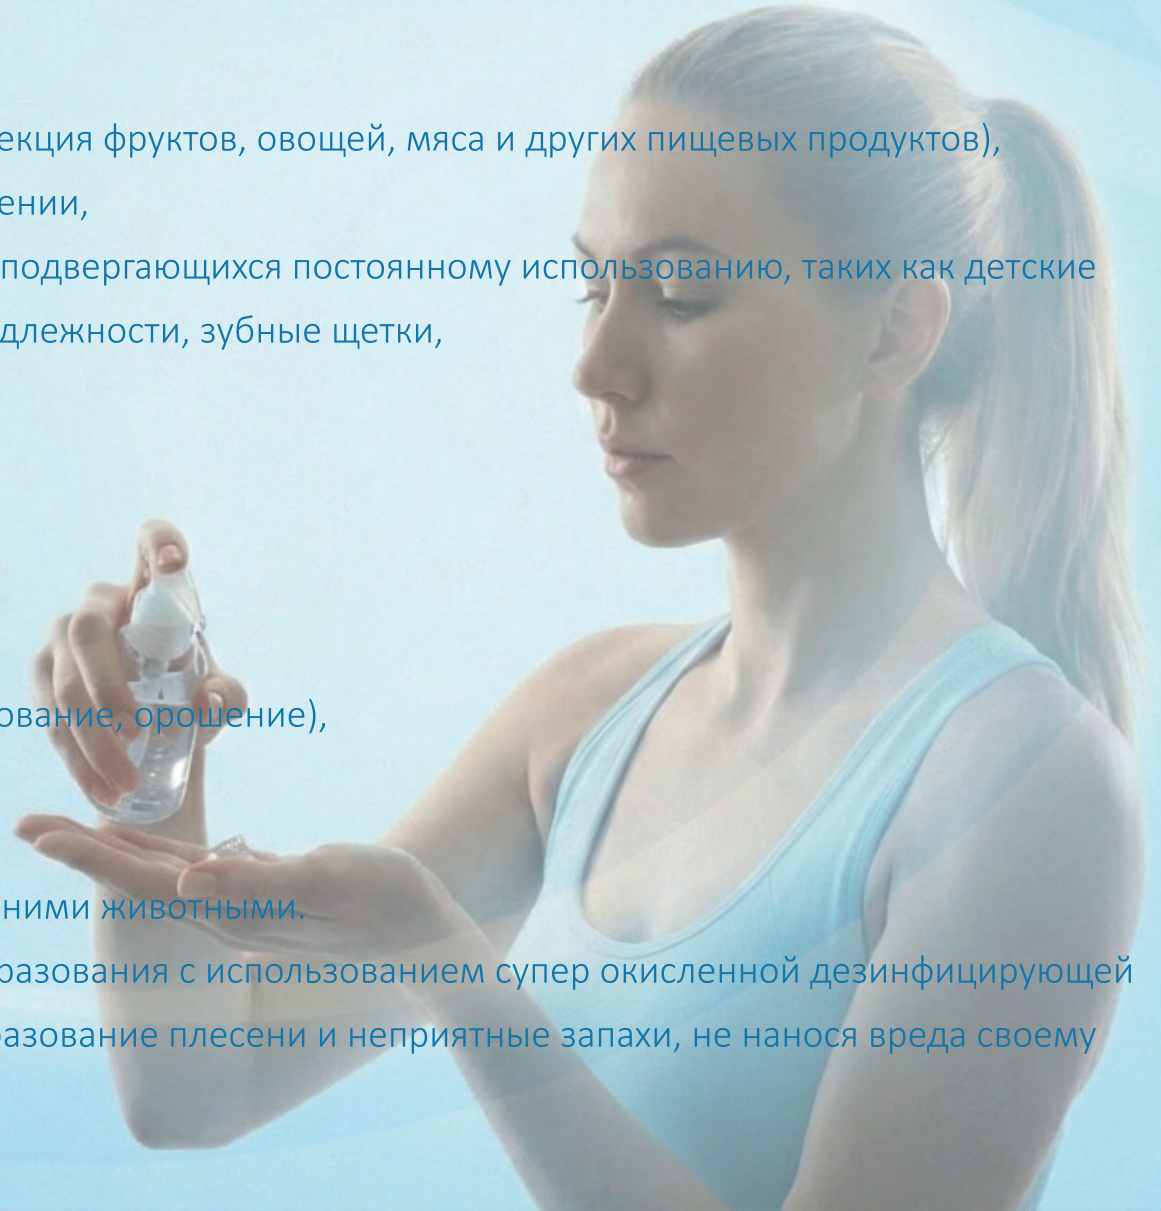 екция фруктов, овощей, мяса и других пищевых продуктов),
ении,
подвергающихся постоянному использованию, таких как детские
длежности, зубные щетки,
ование, орошение),
ними животными.
разования с использованием супер окисленной дезинфицирующей
разование плесени и неприятные запахи, не нанося вреда своему